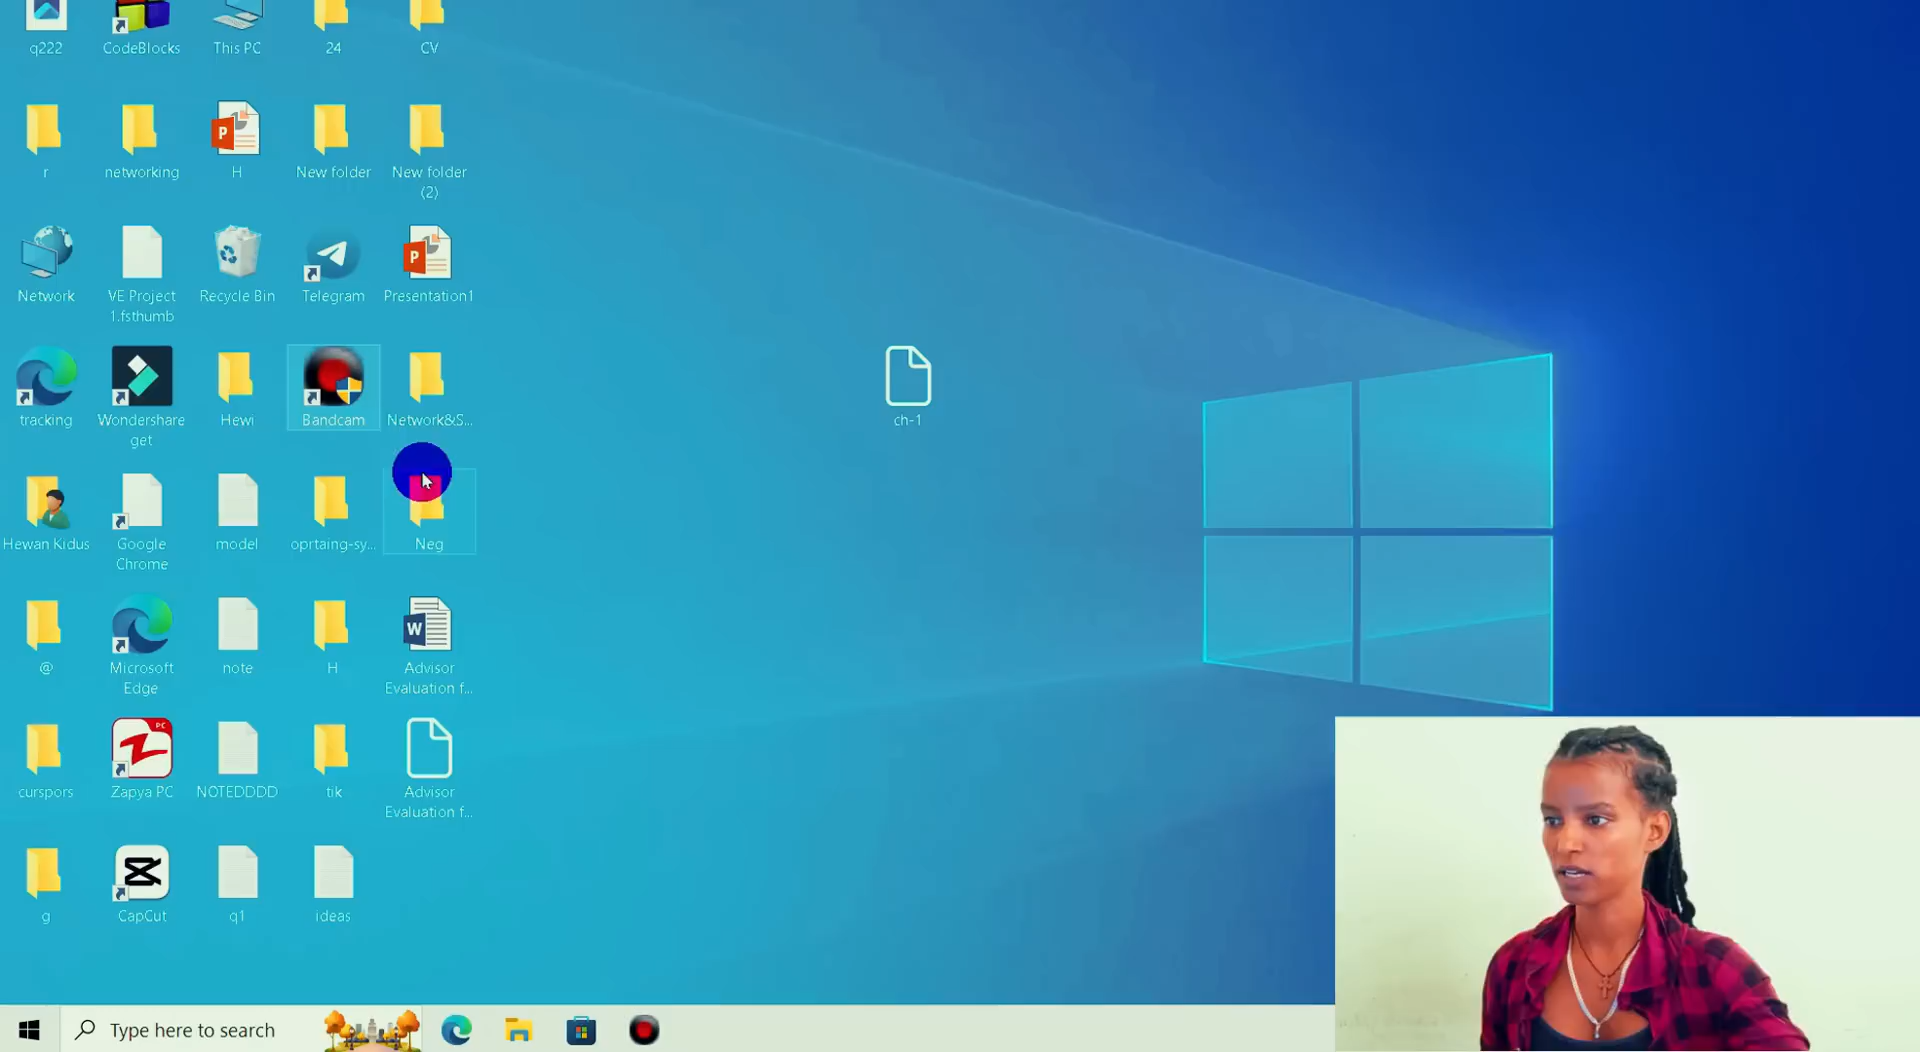 q222
CodeBlocks
This PC
24
CV
r
networking
H
New folder
New folder
(2)
Network
VE Project
1.fsthumb
Recycle Bin
Telegram
Presentation1
tracking
Wondershare
get
Hewi
Bandcam
Network&S...
ch-1
Hewan Kidus
Google
Chrome
model
oprtaing-sy...
Neg
@
Microsoft
Edge
note
H
Advisor
Evaluation f...
curspors
Zapya PC
NOTEDDDD
tik
Advisor
Evaluation f...
g
CapCut
q1
ideas
Type here to search